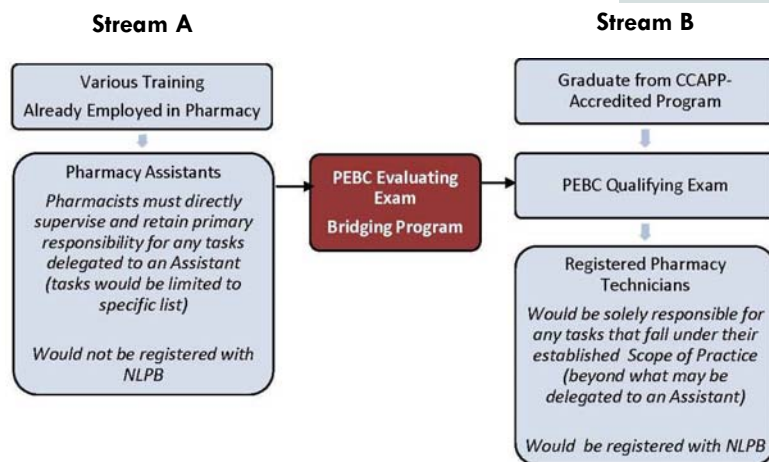 Stream A
Various Training
Already Employed in Pharmacy
Pharmacy Assistants
Pharmacists must directly
supervise and retain primary
responsibility for any tasks
delegated to an Assistant
(tasks would be limited to
specific list)
Would not be registered with
NLPB
PEBC Evaluating
Exam
Bridging Program
Stream B
Graduate from CCAPP-
Accredited Program
PEBC Qualifying Exam
Registered Pharmacy
Technicians
Would be solely responsible for
any tasks that fall under their
established Scope of Practice
(beyond what may be
delegated to an Assistant)
Would be registered with NLPB